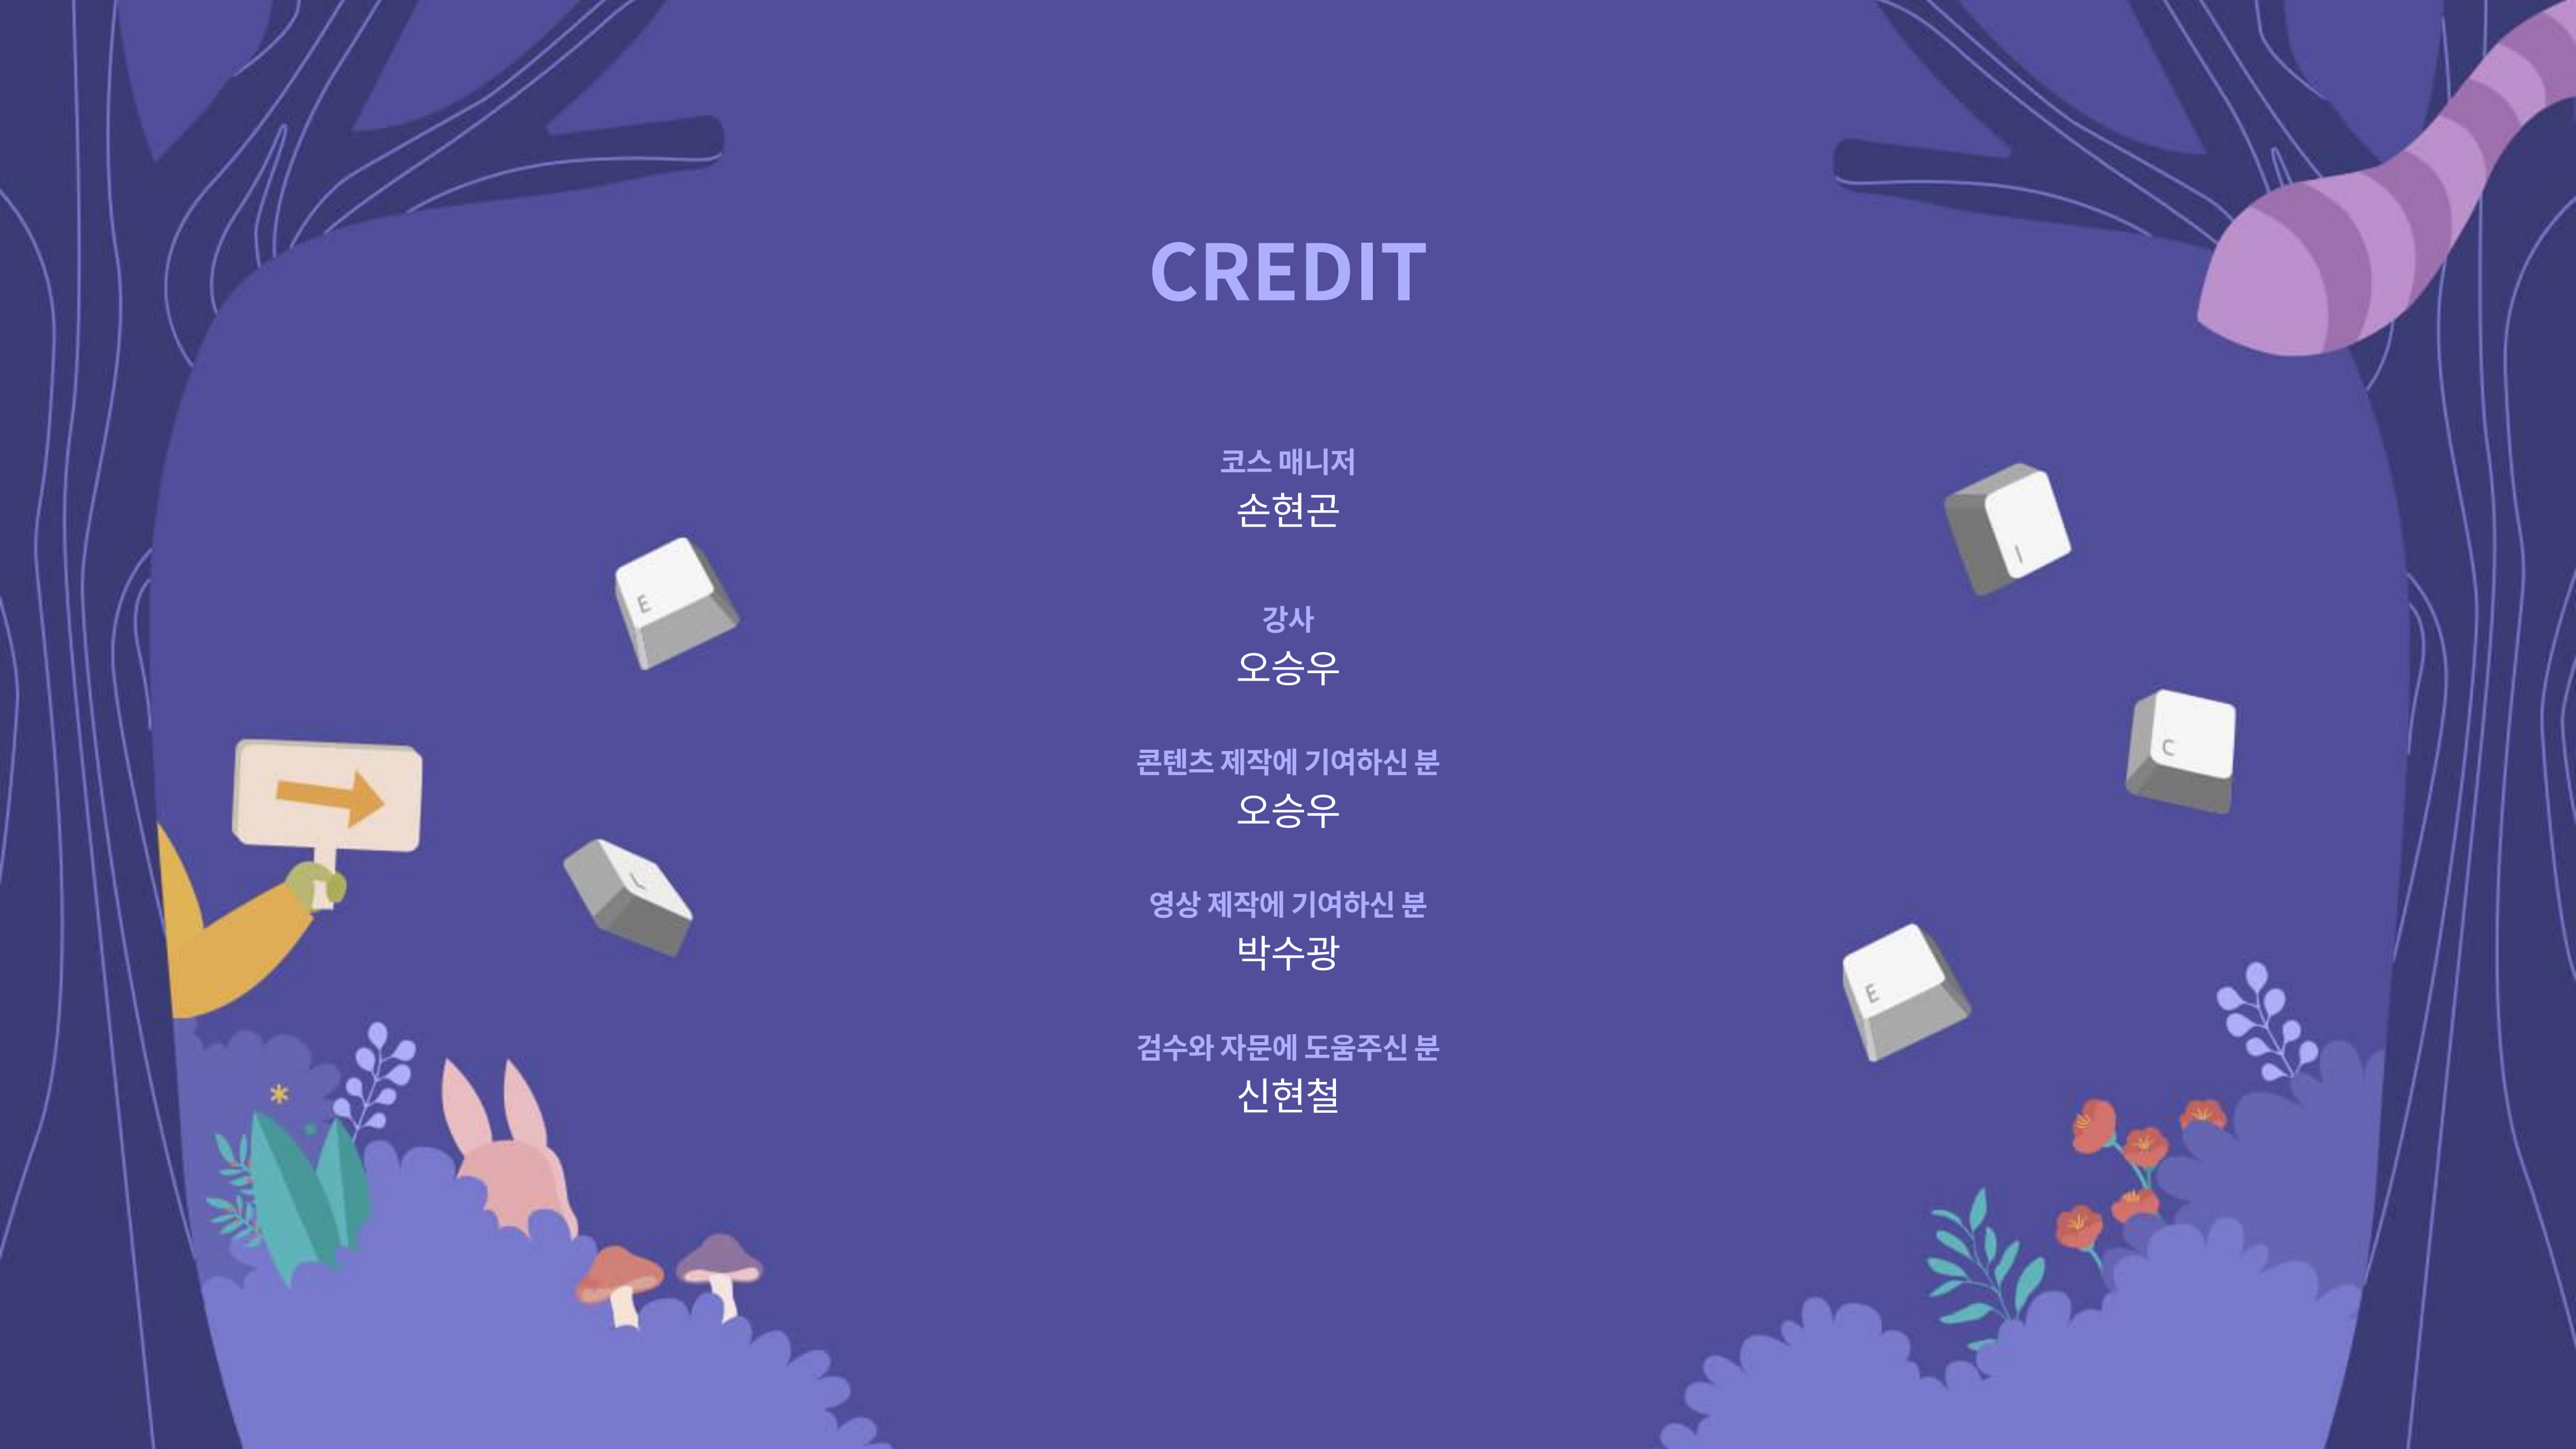 CREDIT
코스 매니저
손현곤
강사
오승우
콘텐츠 제작에 기여하신 분
오승우
영상 제작에 기여하신 분
박수광
검수와 자문에 도움주신 분
신현철
E
I
C
L
E